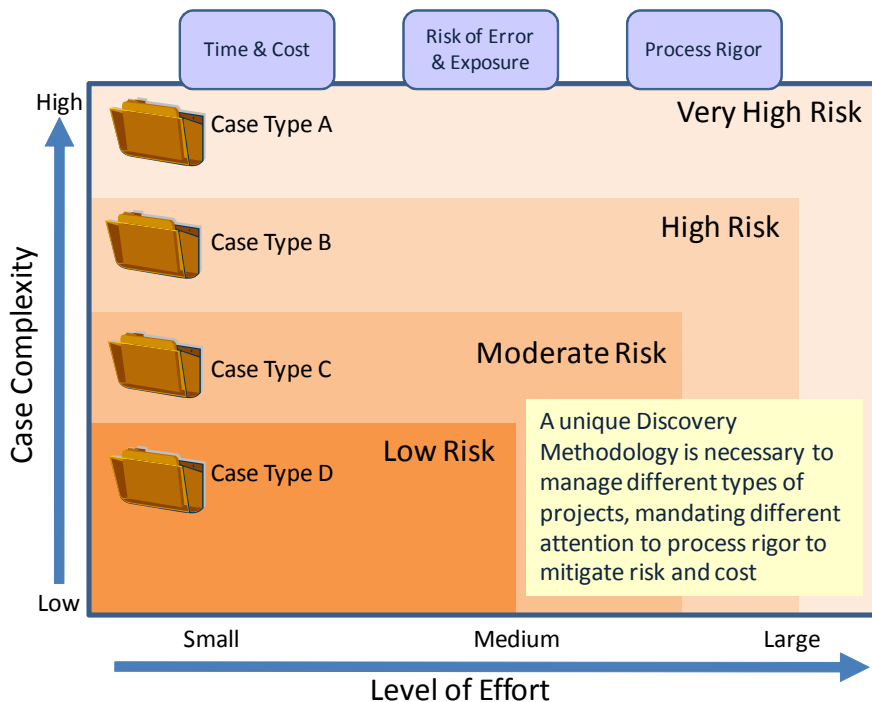 Time & Cost
Risk of Error
& Exposure
Process Rigor
High
Case Type A
Very High Risk
Case Type B
High Risk
Case Complexity
Case Type C
Moderate Risk
Case Type D
Low Risk
A unique Discovery
Methodology is necessary to
manage different types of
projects, mandating different
attention to process rigor to
mitigate risk and cost
Low
Small
Medium
Large
Level of Effort